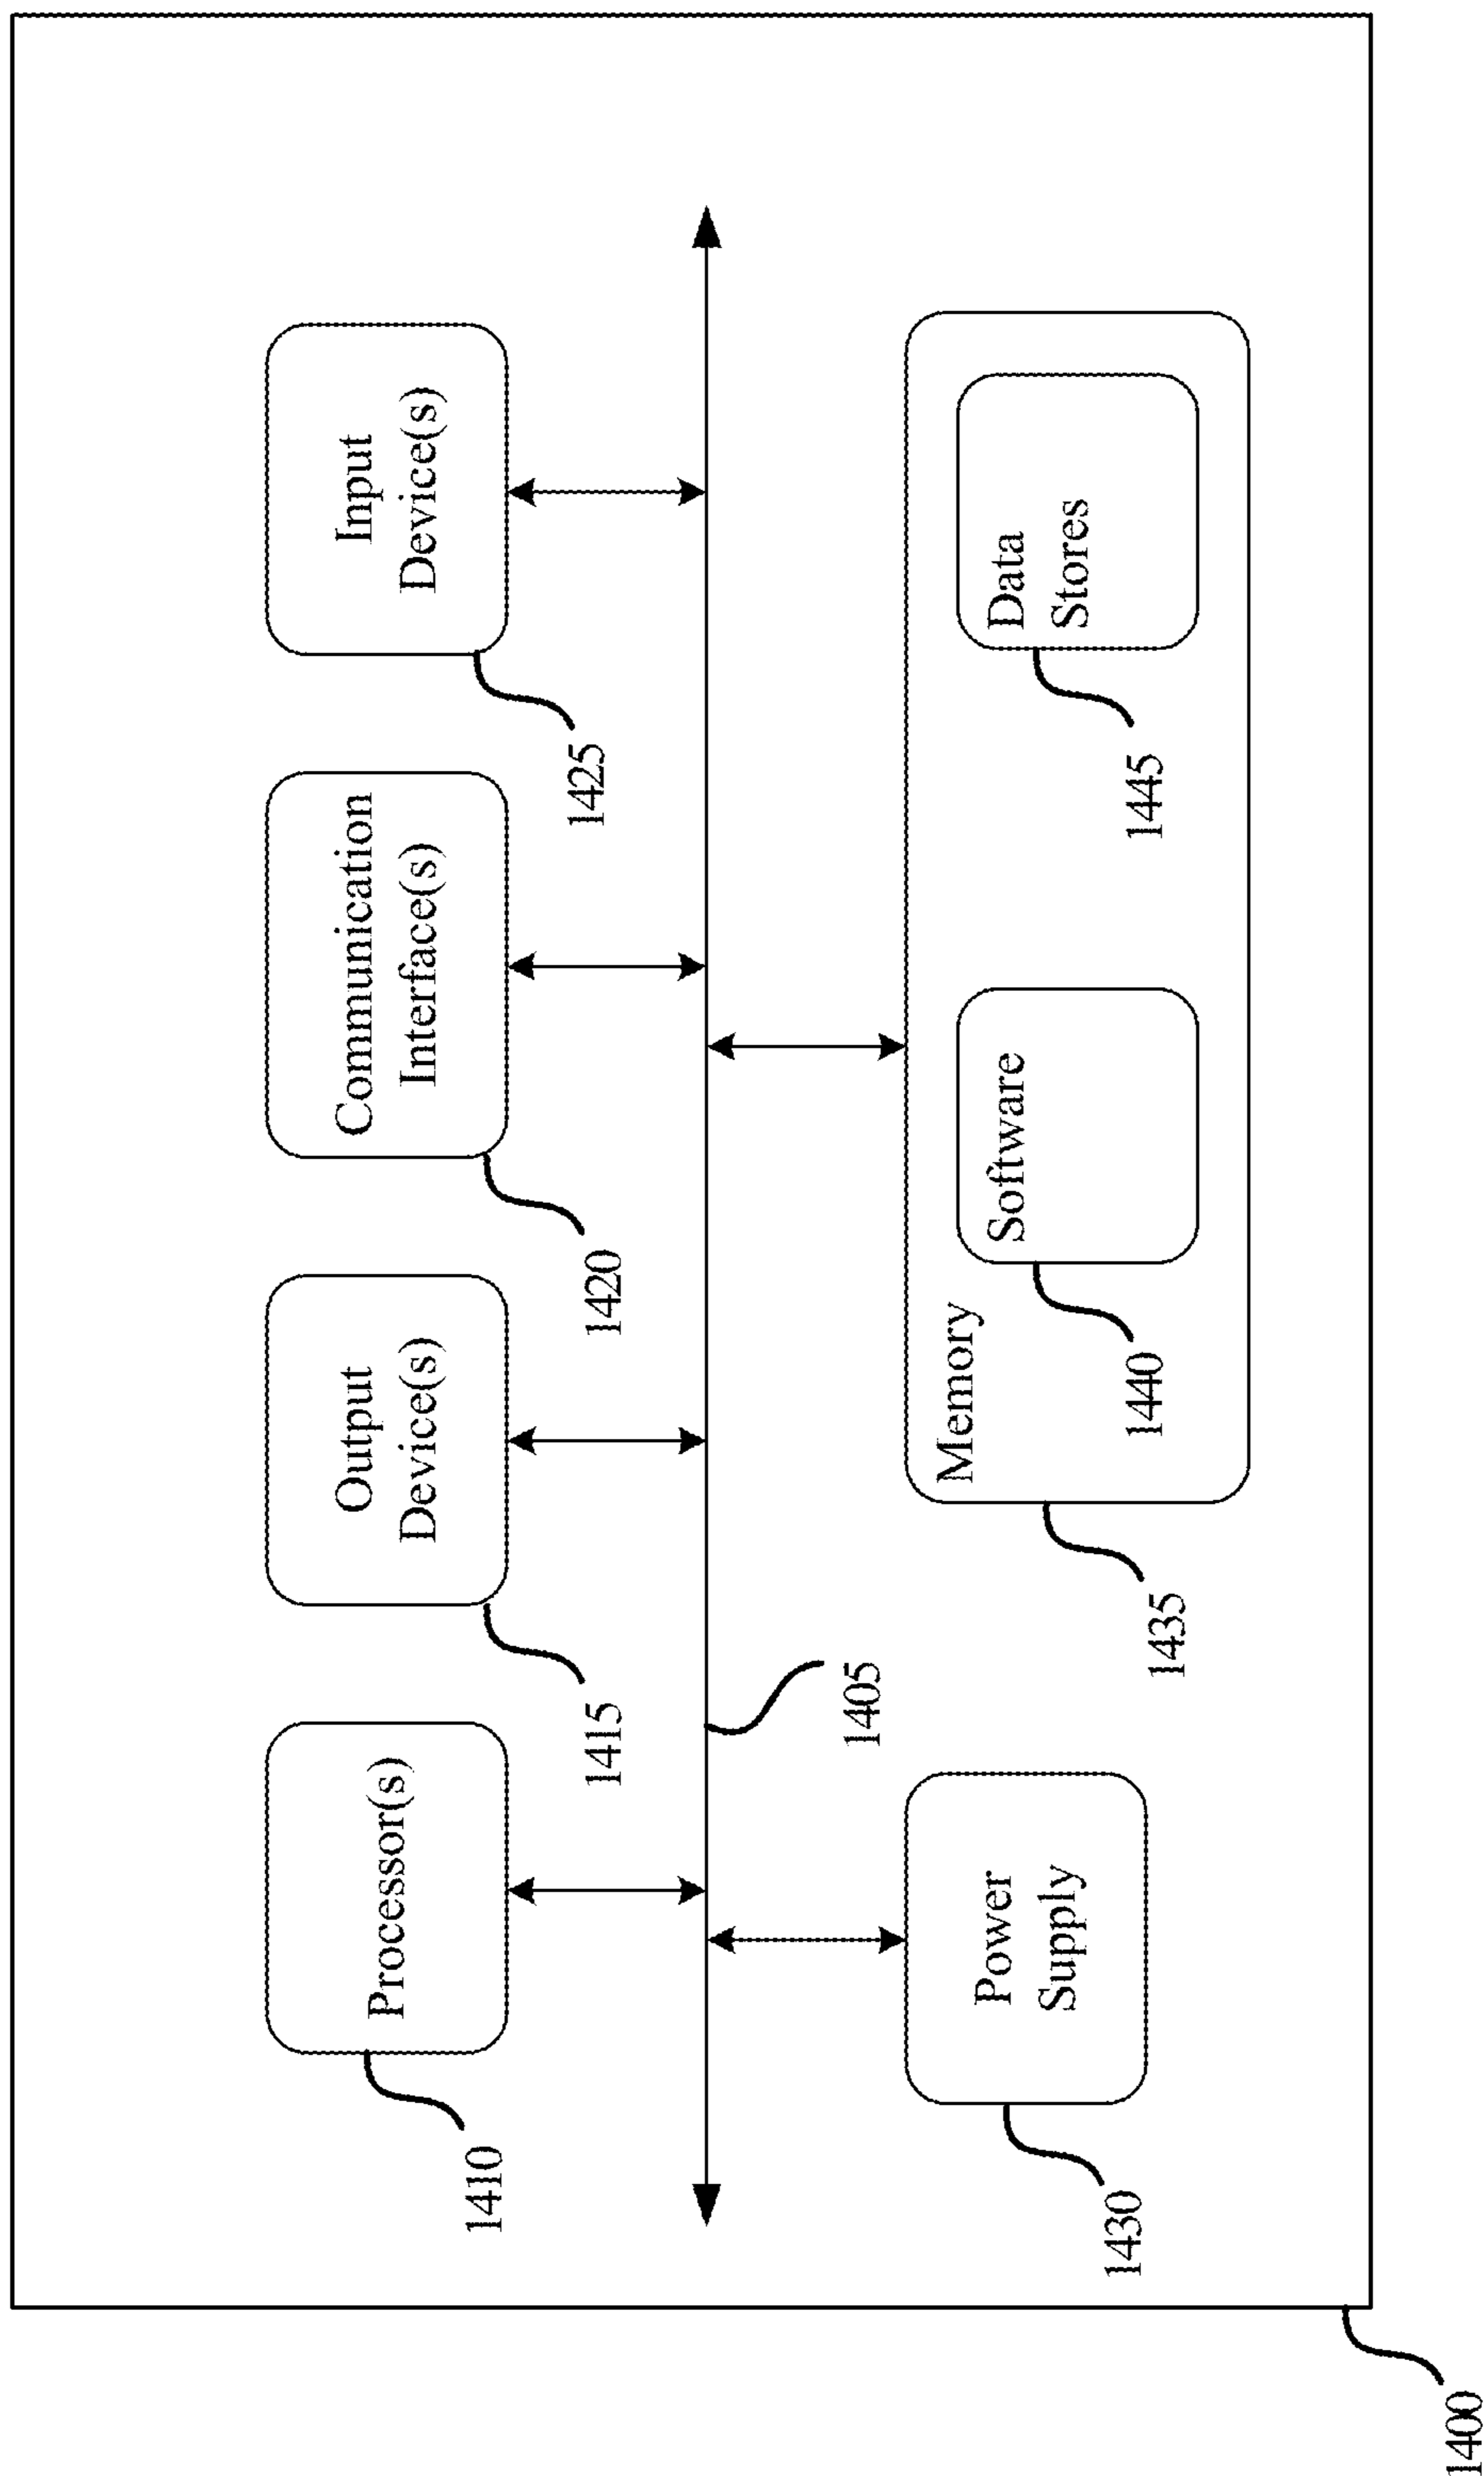 Processor(s)
1410
Output
Device(s)
1415
Communication
Interface(s)
1420
Input
Device(s)
1425
1405
Power
Supply
1430
Memory
1435
Software
1440
Data
Stores
1445
1400